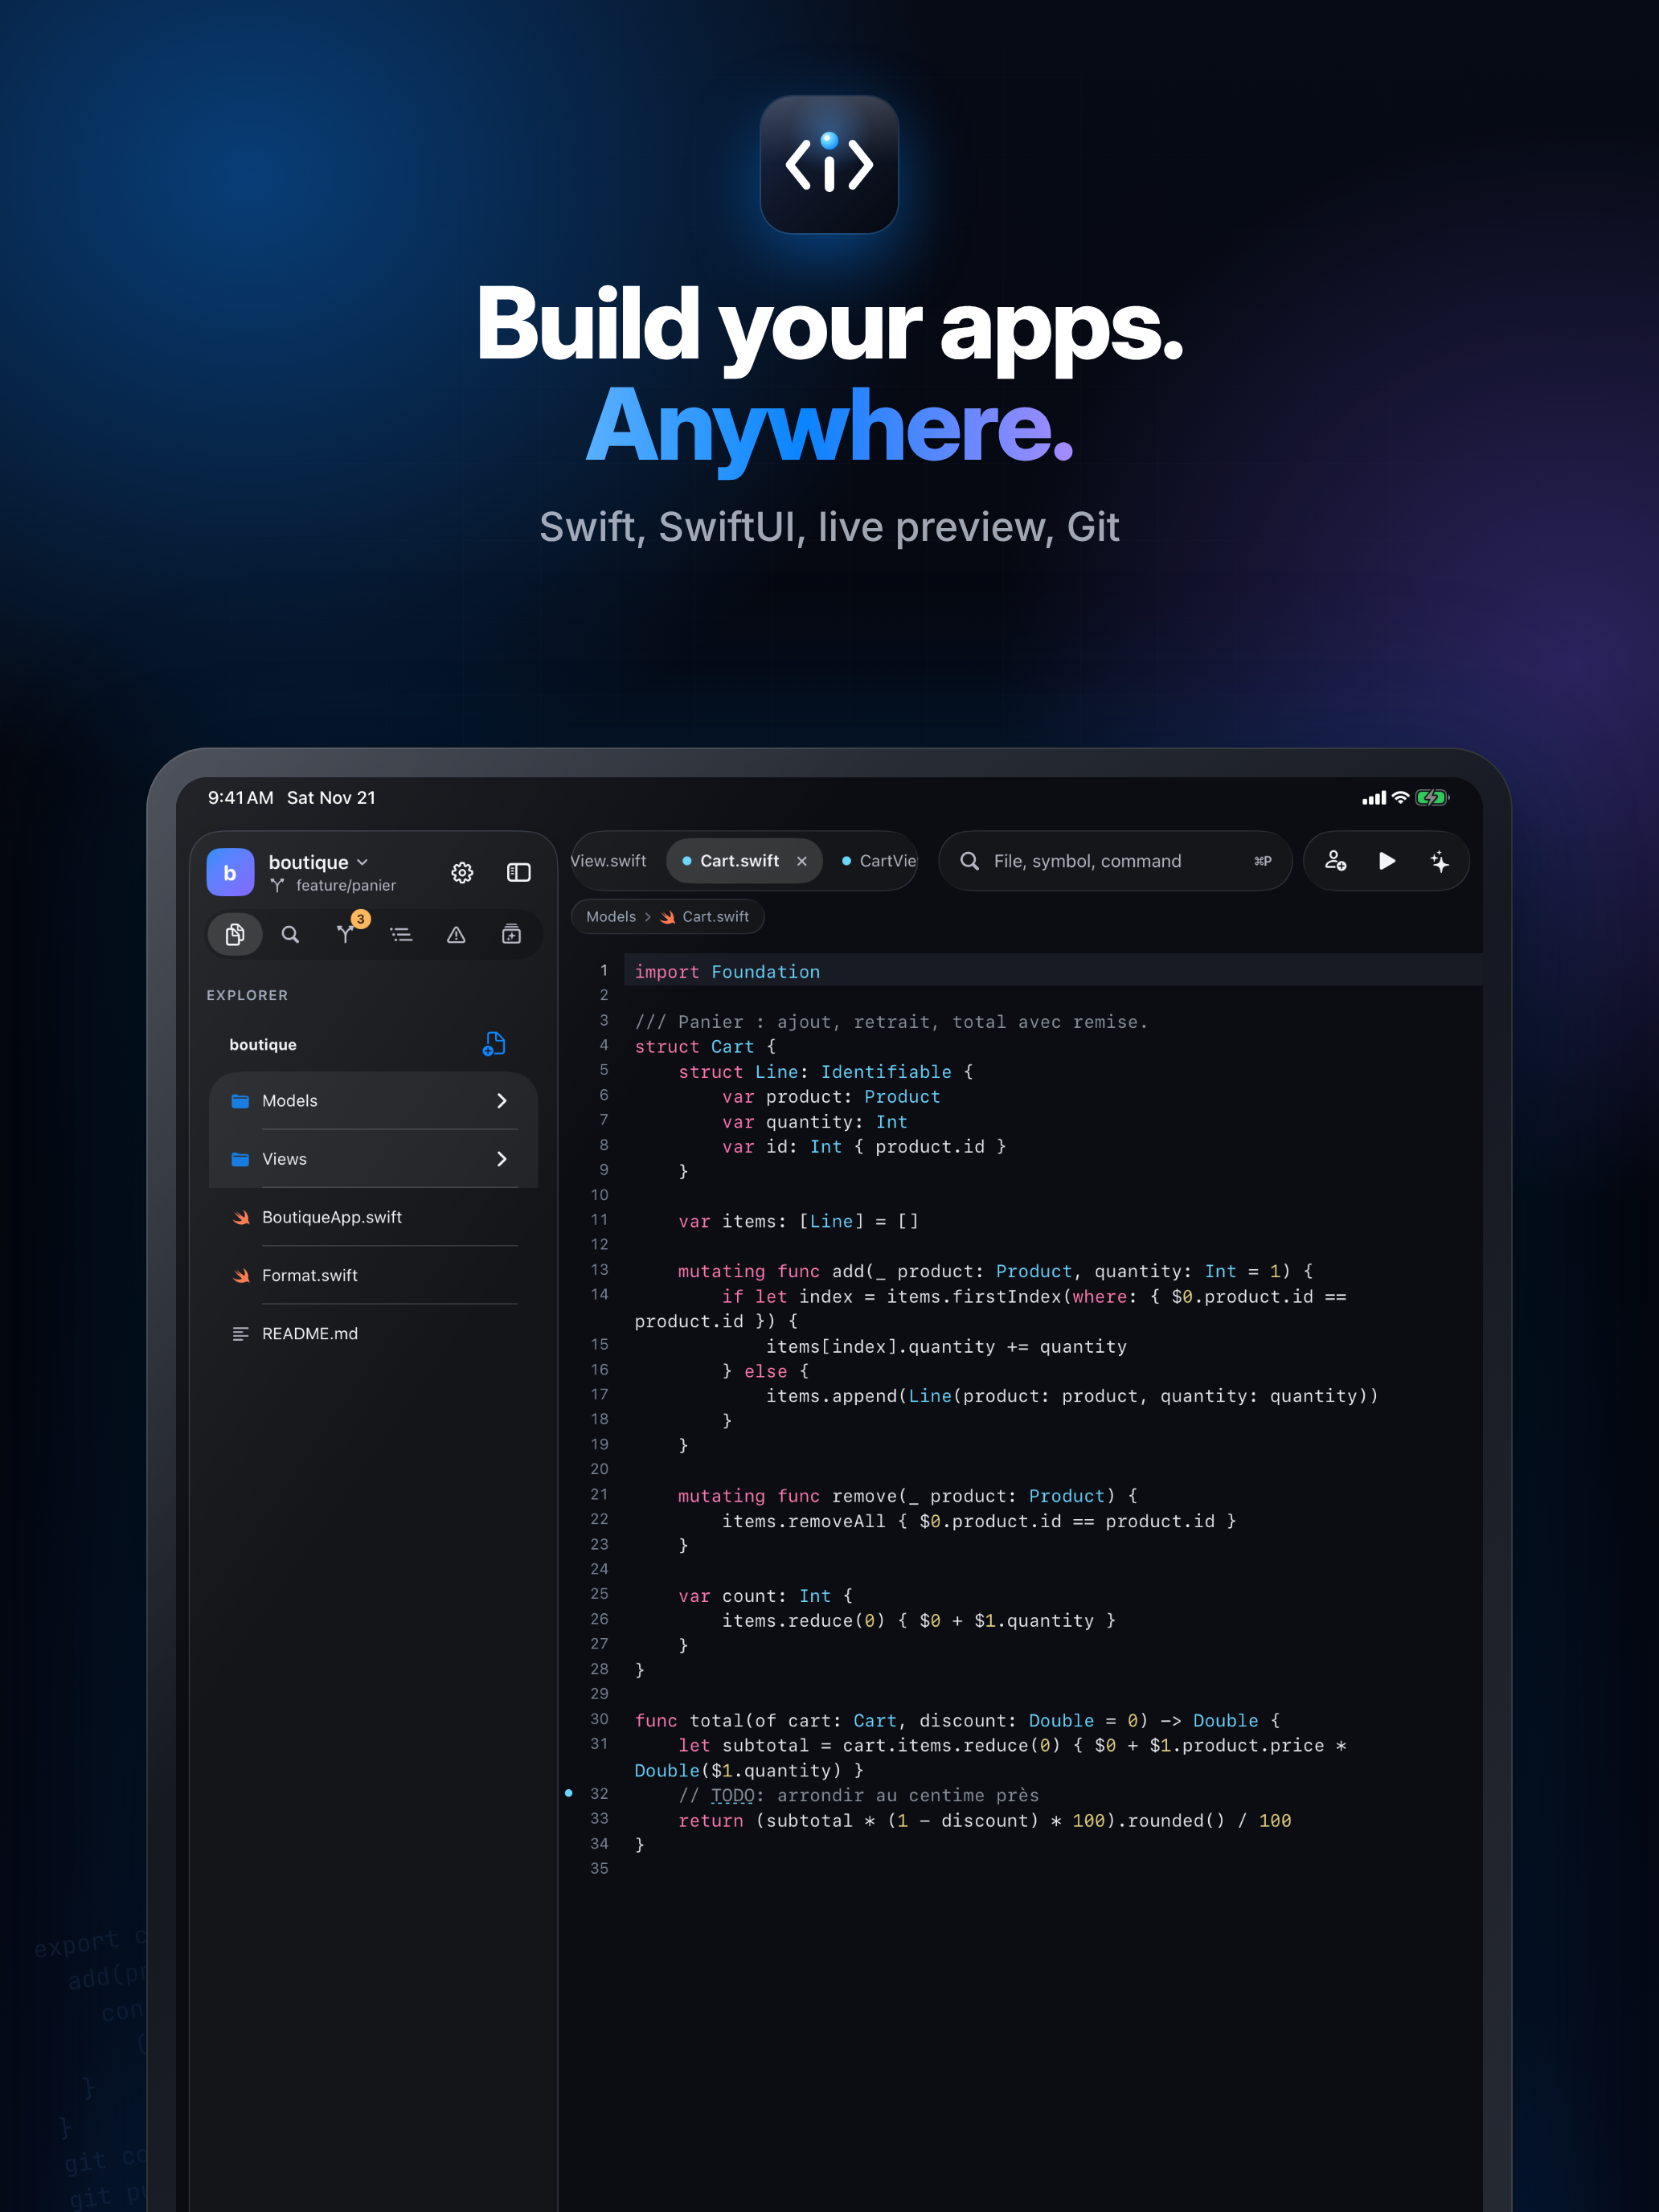 <i>
Build your apps.
Anywhere.
Swift, SwiftUI, live preview, Git
9:41 AM Sat Nov 21
b
boutique
feature/panier
3
EXPLORER
boutique
Models
Views
BoutiqueApp.swift
Format.swift
README.md
View.swift Cart.swift × CartVie
File, symbol, command ⌘P
Models > Cart.swift
1 import Foundation
2
3 /// Panier : ajout, retrait, total avec remise.
4 struct Cart {
5     struct Line: Identifiable {
6         var product: Product
7         var quantity: Int
8         var id: Int { product.id }
9     }
10
11     var items: [Line] = []
12
13     mutating func add(_ product: Product, quantity: Int = 1) {
14         if let index = items.firstIndex(where: { $0.product.id ==
product.id }) {
15             items[index].quantity += quantity
16         } else {
17             items.append(Line(product: product, quantity: quantity))
18         }
19     }
20
21     mutating func remove(_ product: Product) {
22         items.removeAll { $0.product.id == product.id }
23     }
24
25     var count: Int {
26         items.reduce(0) { $0 + $1.quantity }
27     }
28 }
29
30 func total(of cart: Cart, discount: Double = 0) -> Double {
31     let subtotal = cart.items.reduce(0) { $0 + $1.product.price *
Double($1.quantity) }
32     // TODO: arrondir au centime près
33     return (subtotal * (1 - discount) * 100).rounded() / 100
34 }
35
export c
add(pr
con
(
}
}
git co
git pu